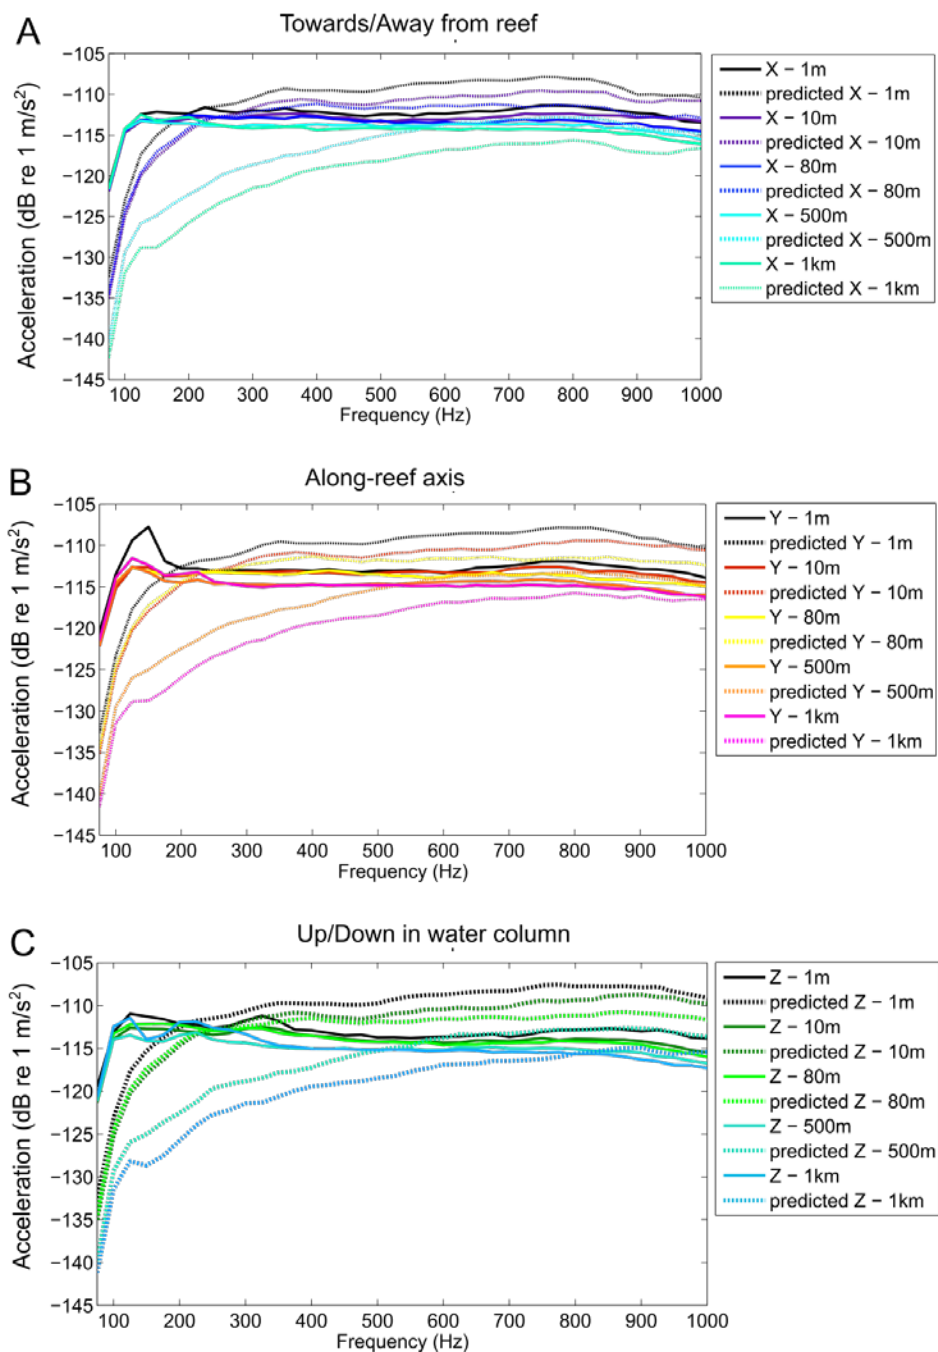 A
Towards/Away from reef
Acceleration (dB re 1 m/s²)
−105
−110
−115
−120
−125
−130
−135
−140
−145
100 200 300 400 500 600 700 800 900 1000
Frequency (Hz)
X − 1m
predicted X − 1m
X − 10m
predicted X − 10m
X − 80m
predicted X − 80m
X − 500m
predicted X − 500m
X − 1km
predicted X − 1km
B
Along-reef axis
Acceleration (dB re 1 m/s²)
−105
−110
−115
−120
−125
−130
−135
−140
−145
100 200 300 400 500 600 700 800 900 1000
Frequency (Hz)
Y − 1m
predicted Y − 1m
Y − 10m
predicted Y − 10m
Y − 80m
predicted Y − 80m
Y − 500m
predicted Y − 500m
Y − 1km
predicted Y − 1km
C
Up/Down in water column
Acceleration (dB re 1 m/s²)
−105
−110
−115
−120
−125
−130
−135
−140
−145
100 200 300 400 500 600 700 800 900 1000
Frequency (Hz)
Z − 1m
predicted Z − 1m
Z − 10m
predicted Z − 10m
Z − 80m
predicted Z − 80m
Z − 500m
predicted Z − 500m
Z − 1km
predicted Z − 1km